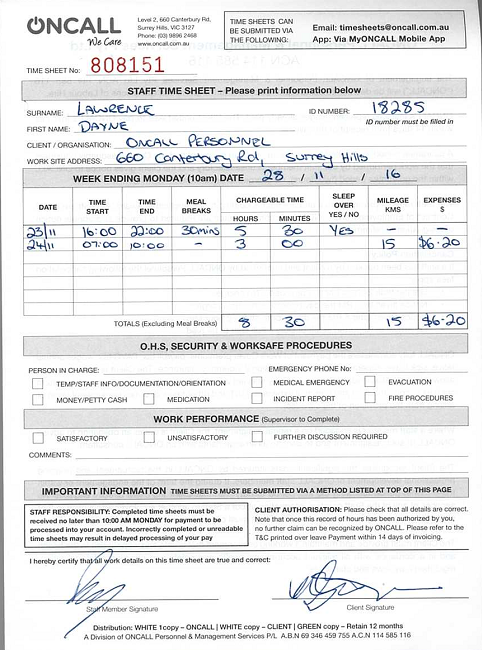 ONCALL
We Care
Level 2, 660 Canterbury Rd,
Surrey Hills, VIC 3127
Phone: (03) 9896 2468
www.oncall.com.au
TIME SHEETS CAN
BE SUBMITTED VIA
THE FOLLOWING:
Email: timesheets@oncall.com.au
App: Via MyONCALL Mobile App
TIME SHEET No: 808151
STAFF TIME SHEET – Please print information below
SURNAME: LAWRENCE ID NUMBER: 18285
FIRST NAME: DAYNE ID number must be filled in
CLIENT / ORGANISATION: ONCALL PERSONNEL
WORK SITE ADDRESS: 660 Canterbury Rd, Surrey Hills
WEEK ENDING MONDAY (10am) DATE 28 / 11 / 16
DATE TIME START TIME END MEAL BREAKS CHARGEABLE TIME HOURS MINUTES SLEEP OVER YES / NO MILEAGE KMS EXPENSES $
23/11 16:00 22:00 30mins 5 30 YES – –
24/11 07:00 10:00 – 3 00 15 $6-20
TOTALS (Excluding Meal Breaks) 8 30 15 $6-20
O.H.S, SECURITY & WORKSAFE PROCEDURES
PERSON IN CHARGE: EMERGENCY PHONE No:
TEMP/STAFF INFO/DOCUMENTATION/ORIENTATION MEDICAL EMERGENCY EVACUATION
MONEY/PETTY CASH MEDICATION INCIDENT REPORT FIRE PROCEDURES
WORK PERFORMANCE (Supervisor to Complete)
SATISFACTORY UNSATISFACTORY FURTHER DISCUSSION REQUIRED
COMMENTS:
IMPORTANT INFORMATION TIME SHEETS MUST BE SUBMITTED VIA A METHOD LISTED AT TOP OF THIS PAGE
STAFF RESPONSIBILITY: Completed time sheets must be
received no later than 10:00 AM MONDAY for payment to be
processed into your account. Incorrectly completed or unreadable
time sheets may result in delayed processing of your pay
CLIENT AUTHORISATION: Please check that all details are correct.
Note that once this record of hours has been authorized by you,
no further claim can be recognized by ONCALL. Please refer to the
T&C printed over leave Payment within 14 days of invoicing.
I hereby certify that all work details on this time sheet are true and correct:
Staff Member Signature Client Signature
Distribution: WHITE 1copy – ONCALL | WHITE copy – CLIENT | GREEN copy – Retain 12 months
A Division of ONCALL Personnel & Management Services P/L A.B.N 69 346 459 755 A.C.N 114 585 116